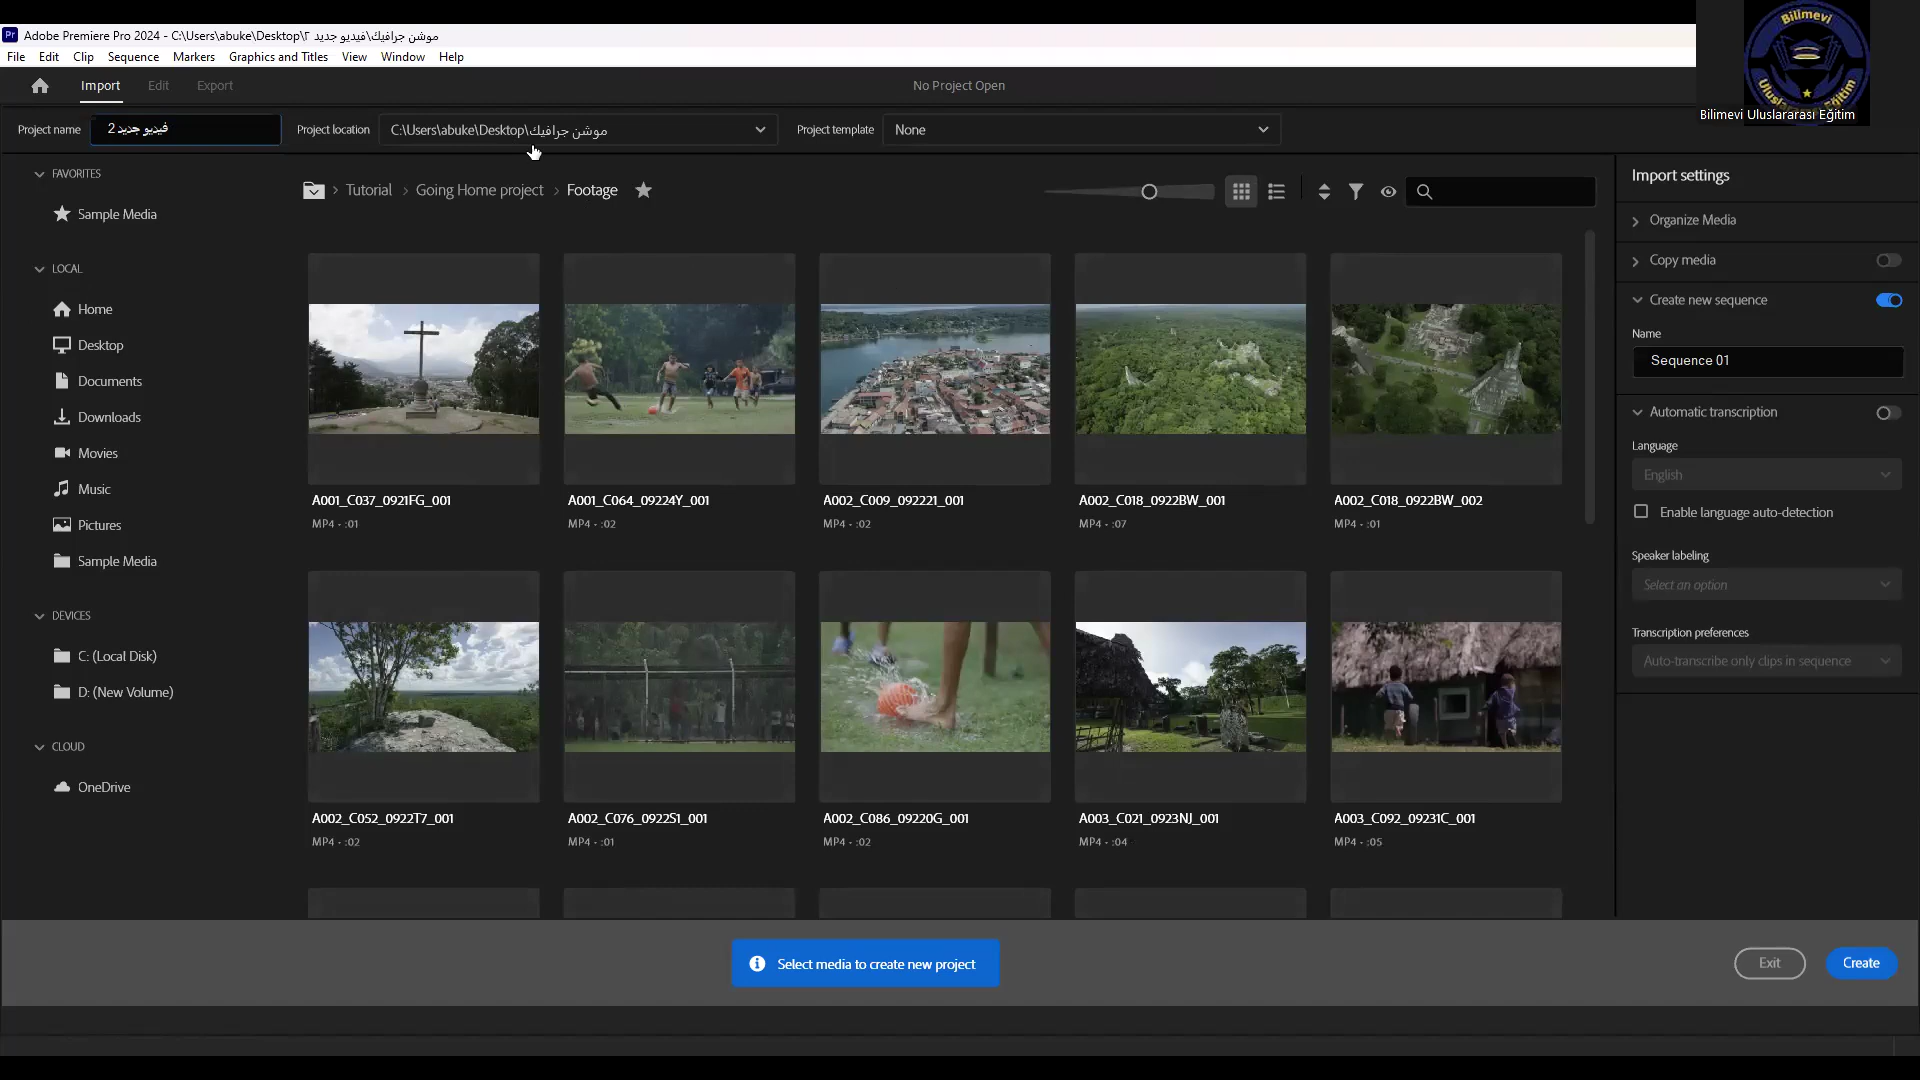 Adobe Premiere Pro 2024 - C:\Users\abuke\Desktop\موشن جرافيك\فيديو جديد ٢
File Edit Clip Sequence Markers Graphics and Titles View Window Help
Bilimevi
Uluslararası Eğitim
Bilimevi Uluslararası Eğitim
Import Edit Export
No Project Open
Project name
فيديو جديد 2
Project location
C:\Users\abuke\Desktop\موشن جرافيك
Project template
None
FAVORITES
Sample Media
LOCAL
Home
Desktop
Documents
Downloads
Movies
Music
Pictures
Sample Media
DEVICES
C: (Local Disk)
D: (New Volume)
CLOUD
OneDrive
Tutorial > Going Home project > Footage
A001_C037_0921FG_001
MP4 - :01
A001_C064_09224Y_001
MP4 - :02
A002_C009_092221_001
MP4 - :02
A002_C018_0922BW_001
MP4 - :07
A002_C018_0922BW_002
MP4 - :01
A002_C052_0922T7_001
MP4 - :02
A002_C076_0922S1_001
MP4 - :01
A002_C086_09220G_001
MP4 - :02
A003_C021_0923NJ_001
MP4 - :04
A003_C092_09231C_001
MP4 - :05
Import settings
Organize Media
Copy media
Create new sequence
Name
Sequence 01
Automatic transcription
Language
English
Enable language auto-detection
Speaker labeling
Select an option
Transcription preferences
Auto-transcribe only clips in sequence
Select media to create new project
Exit
Create